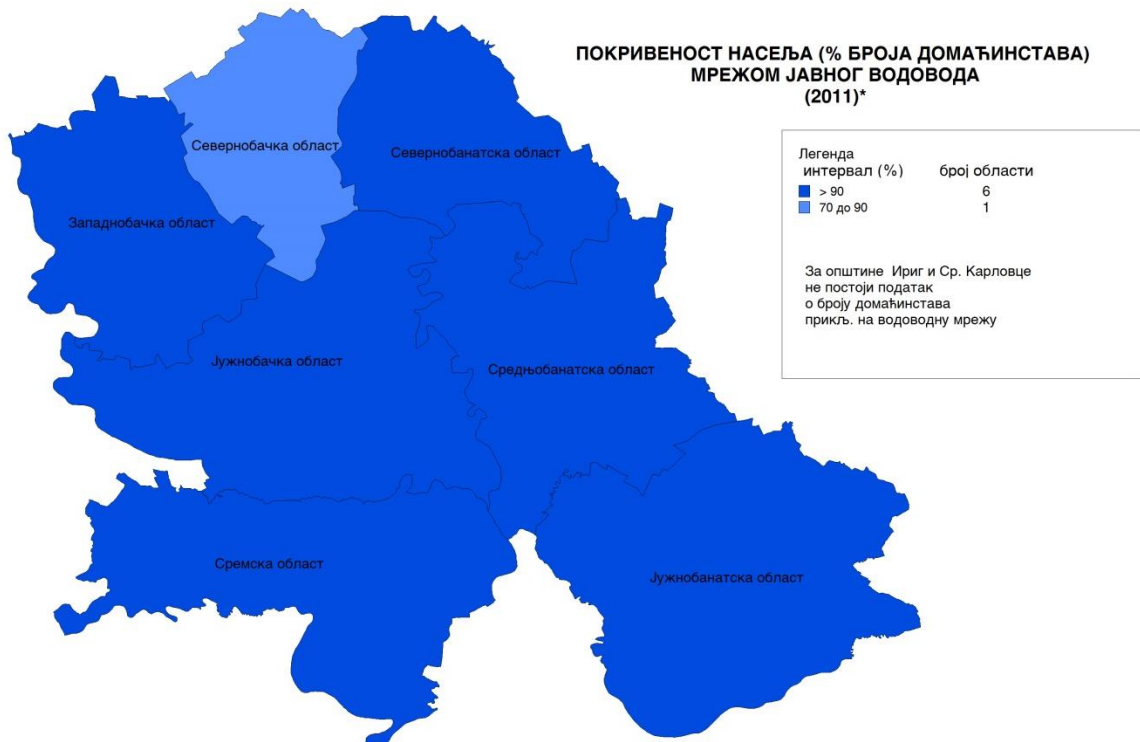 ПОКРИВЕНОСТ НАСЕЉА (% БРОЈА ДОМАЋИНСТАВА)
МРЕЖОМ ЈАВНОГ ВОДОВОДА
(2011)*
Севернобачка област
Севернобанатска област
Западнобачка област
Јужнобачка област
Средњобанатска област
Сремска област
Јужнобанатска област
Легенда
интервал (%) број области
> 90 6
70 до 90 1
За општине Ириг и Ср. Карловце
не постоји податак
о броју домаћинстава
прикљ. на водоводну мрежу